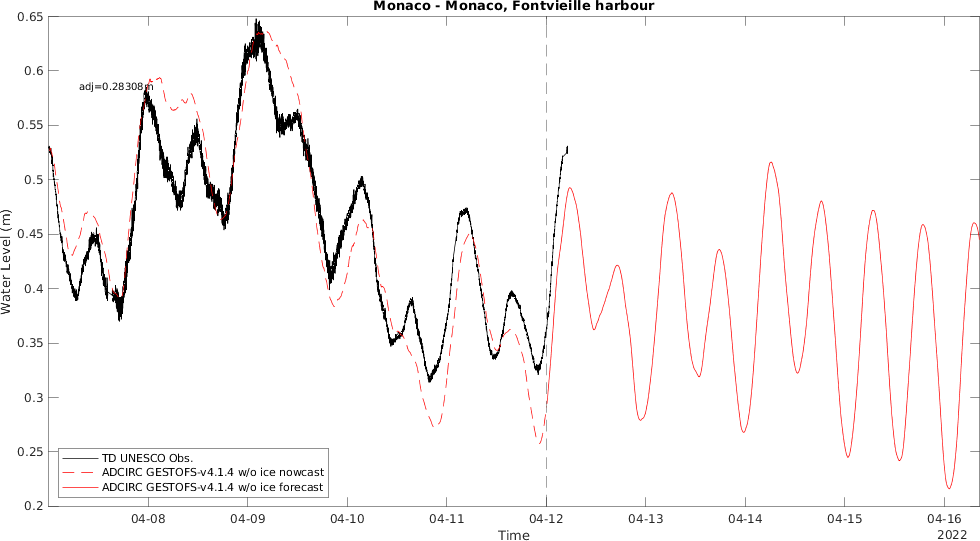 Monaco - Monaco, Fontvieille harbour
0.65
0.6
0.55
0.5
0.45
0.4
0.35
0.3
0.25
0.2
Water Level (m)
adj=0.28308m
TD UNESCO Obs.
ADCIRC GESTOFS-v4.1.4 w/o ice nowcast
ADCIRC GESTOFS-v4.1.4 w/o ice forecast
04-08
04-09
04-10
04-11
04-12
04-13
04-14
04-15
04-16
Time
2022